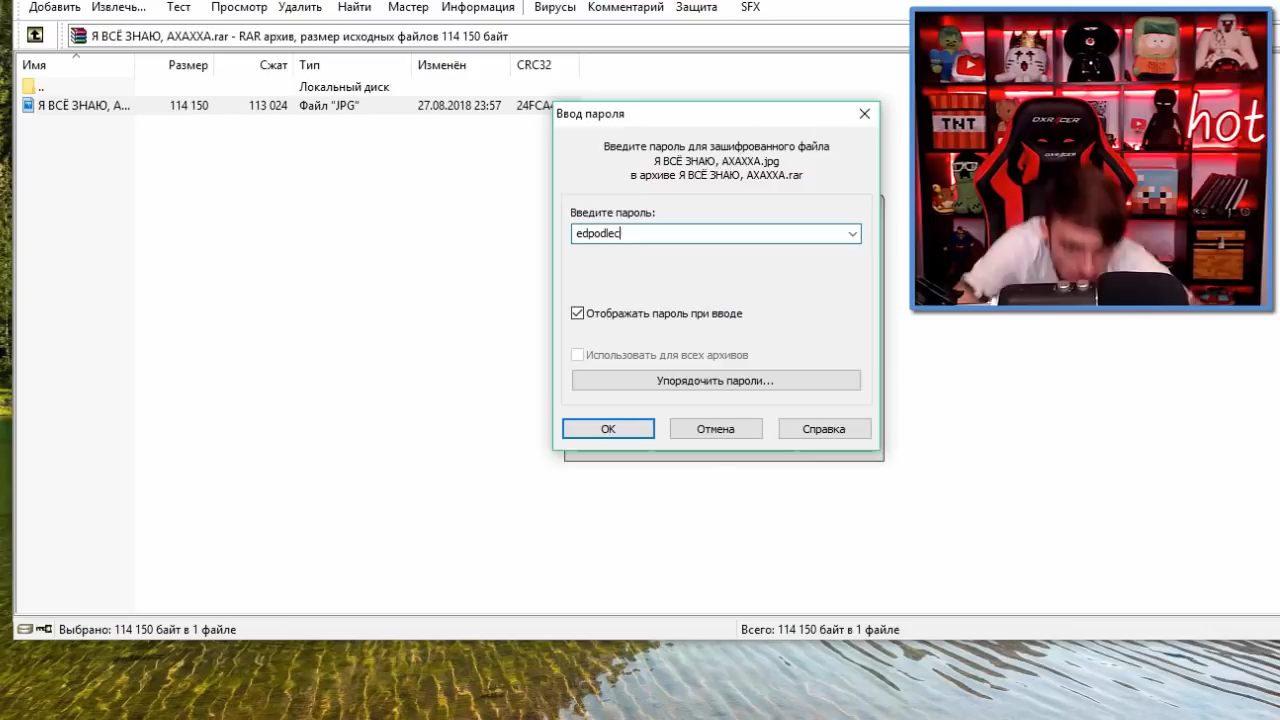 Добавить Извлечь... Тест Просмотр Удалить Найти Мастер Информация Вирусы Комментарий Защита SFX
Я ВСЁ ЗНАЮ, АХАХХА.rar - RAR архив, размер исходных файлов 114 150 байт
Имя Размер Сжат Тип Изменён CRC32
.. Локальный диск
Я ВСЁ ЗНАЮ, А... 114 150 113 024 Файл "JPG" 27.08.2018 23:57 24FCA4
Ввод пароля
Введите пароль для зашифрованного файла
Я ВСЁ ЗНАЮ, АХАХХА.jpg
в архиве Я ВСЁ ЗНАЮ, АХАХХА.rar
Введите пароль:
edpodlec
Отображать пароль при вводе
Использовать для всех архивов
Упорядочить пароли...
ОК Отмена Справка
Выбрано: 114 150 байт в 1 файле
Всего: 114 150 байт в 1 файле
TNT
DXRACER
DXRACER
hot